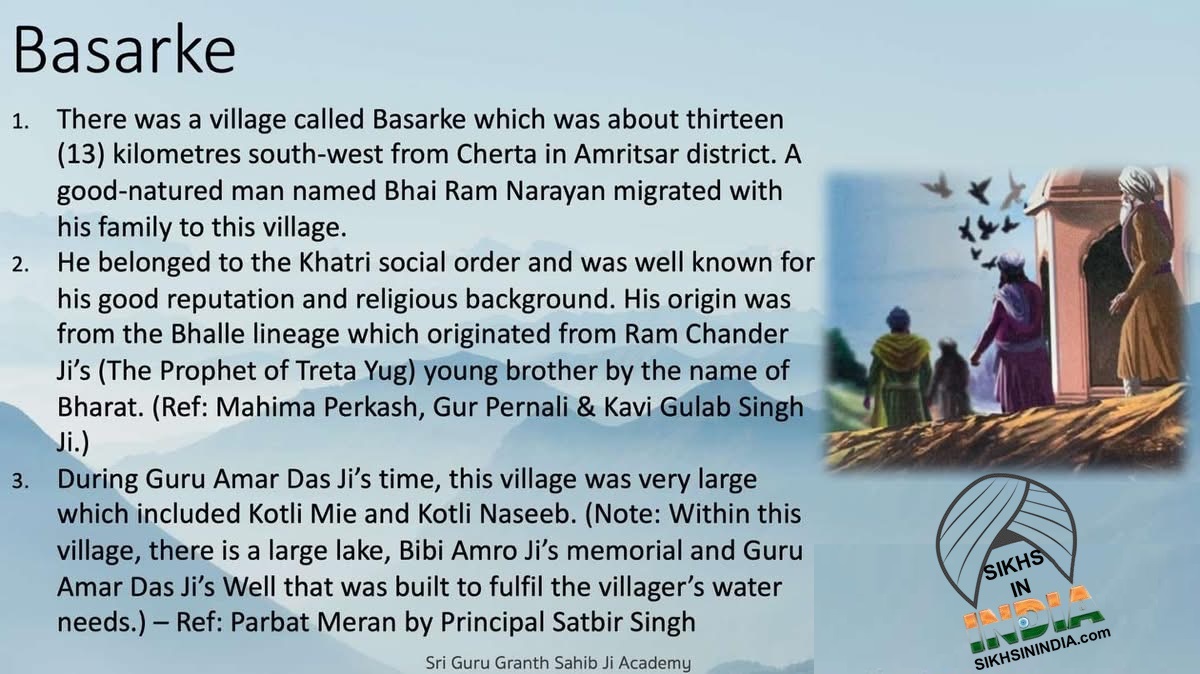 Basarke
1. There was a village called Basarke which was about thirteen
(13) kilometres south-west from Cherta in Amritsar district. A
good-natured man named Bhai Ram Narayan migrated with
his family to this village.
2. He belonged to the Khatri social order and was well known for
his good reputation and religious background. His origin was
from the Bhalle lineage which originated from Ram Chander
Ji’s (The Prophet of Treta Yug) young brother by the name of
Bharat. (Ref: Mahima Perkash, Gur Pernali & Kavi Gulab Singh
Ji.)
3. During Guru Amar Das Ji’s time, this village was very large
which included Kotli Mie and Kotli Naseeb. (Note: Within this
village, there is a large lake, Bibi Amro Ji’s memorial and Guru
Amar Das Ji’s Well that was built to fulfil the villager’s water
needs.) – Ref: Parbat Meran by Principal Satbir Singh
Sri Guru Granth Sahib Ji Academy
SIKHS
IN
INDIA
SIKHSININDIA.com